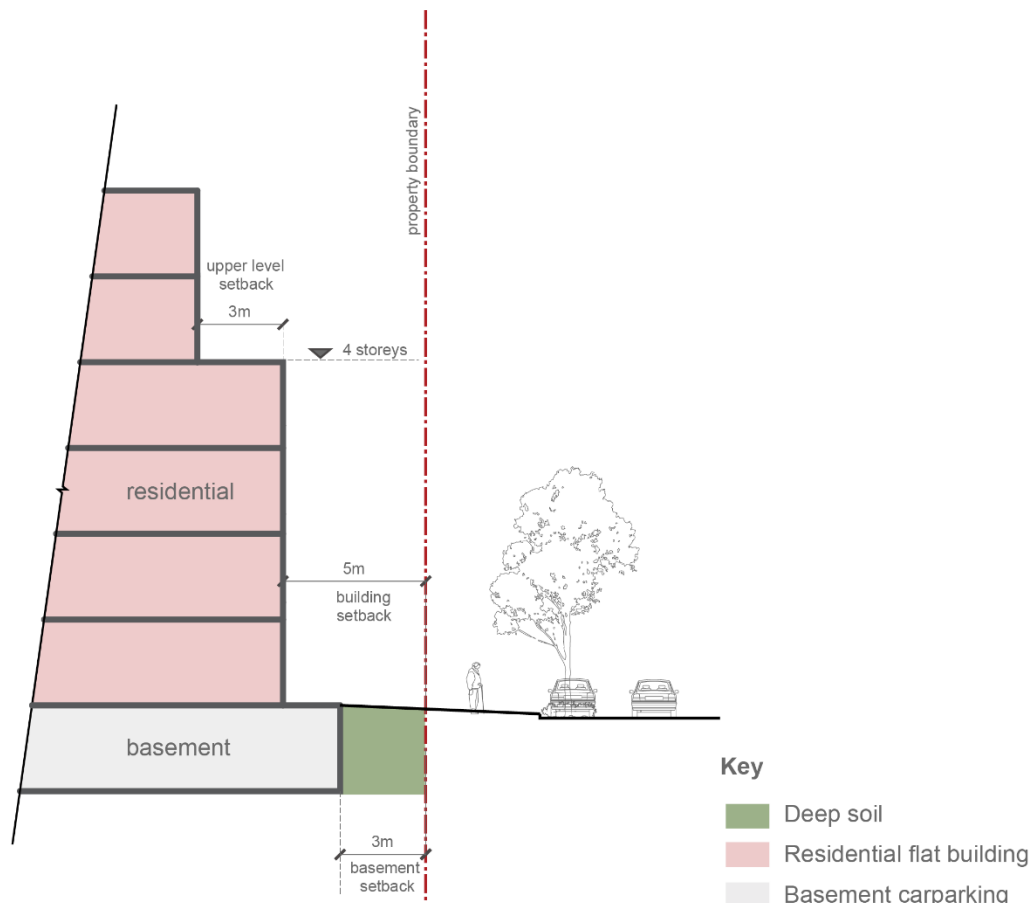 property boundary
upper level
setback
3m
4 storeys
residential
5m
building
setback
basement
3m
basement
setback
Key
Deep soil
Residential flat building
Basement carparking